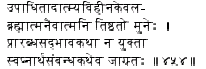 उपाधितादात्म्यविहीनकेवल-
ब्रह्मात्मनैवात्मनि तिष्ठतो मुनेः ।
प्रारब्धसद्भावकथा न युक्ता
स्वप्नार्थसंबन्धकथेव जाग्रतः ॥ ४५४॥